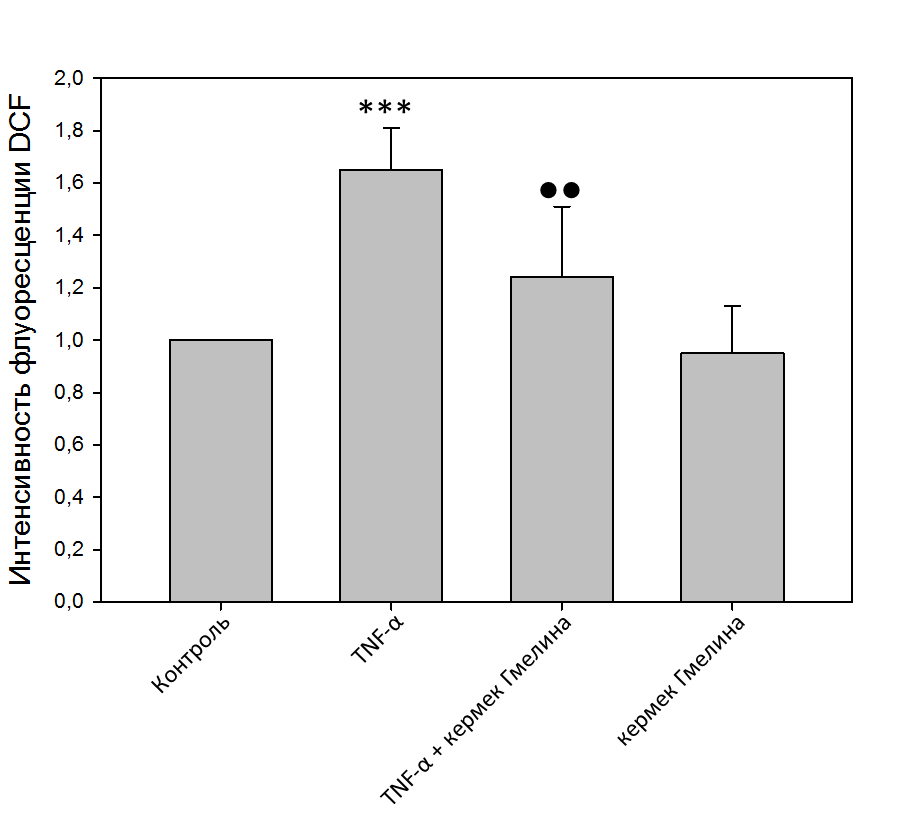 Интенсивность флуоресценции DCF
2,0
1,8
1,6
1,4
1,2
1,0
0,8
0,6
0,4
0,2
0,0
***
●●
Контроль
TNF-α
TNF-α + кермек Гмелина
кермек Гмелина